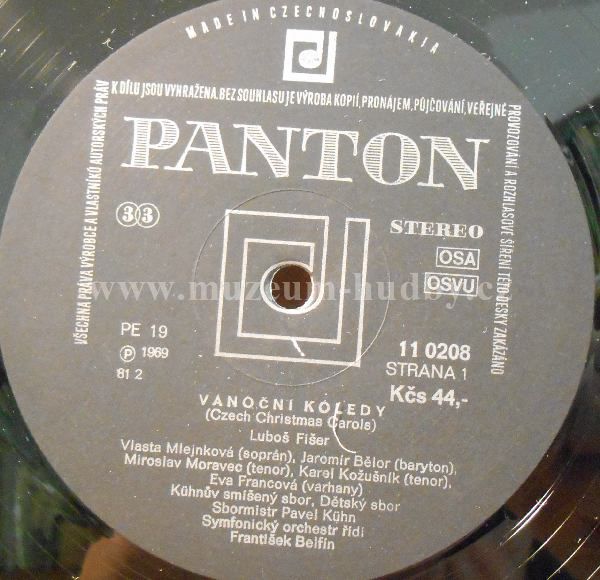 MADE IN CZECHOSLOVAKIA
VŠECHNA PRÁVA VÝROBCE A VLASTNÍKŮ AUTORSKÝCH PRÁV
K DÍLU JSOU VYHRAŽENA. BEZ SOUHLASU JE VÝROBA KOPIÍ, PRONÁJEM, PŮJČOVÁNÍ, VEŘEJNÉ
PROVOZOVÁNÍ A ROZHLASOVÉ ŠÍŘENÍ TÉTO DESKY ZAKÁZÁNO
PANTON
33
STEREO
OSA
OSVU
www.muzeum-hudby.c
PE 19
Ⓟ 1969
81 2
11 0208
STRANA 1
Kčs 44,-
VÁNOČNÍ KOLEDY
(Czech Christmas Carols)
Luboš Fišer
Vlasta Mlejnková (soprán), Jaromír Bělor (baryton),
Miroslav Moravec (tenor), Karel Kožušník (tenor),
Eva Francová (varhany)
Kühnův smíšený sbor, Dětský sbor
Sbormistr Pavel Kühn
Symfonický orchestr řídí
František Belfín